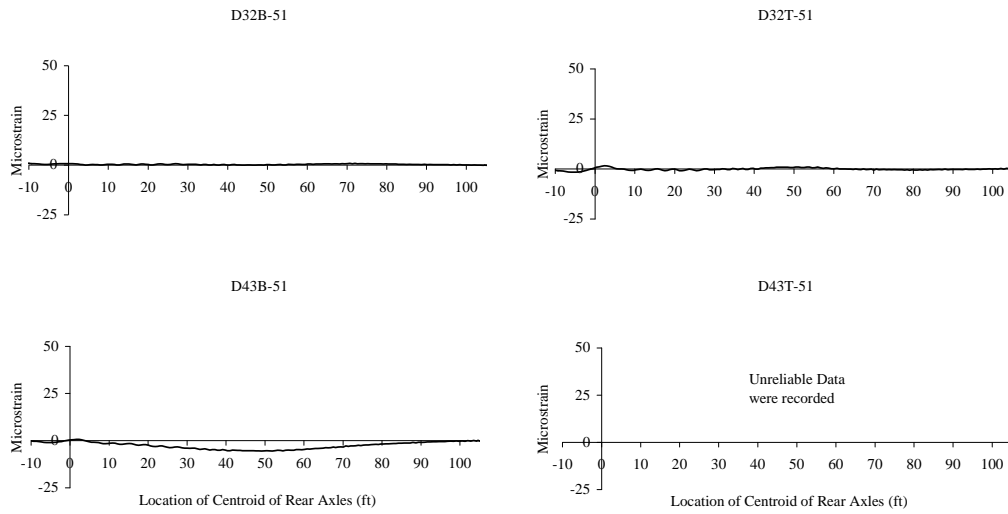 D32B-51
50
25
0
-25
Microstrain
-10 0 10 20 30 40 50 60 70 80 90 100
D32T-51
50
25
0
-25
Microstrain
-10 0 10 20 30 40 50 60 70 80 90 100
D43B-51
50
25
0
-25
Microstrain
-10 0 10 20 30 40 50 60 70 80 90 100
Location of Centroid of Rear Axles (ft)
D43T-51
50
25
0
-25
Microstrain
Unreliable Data
were recorded
-10 0 10 20 30 40 50 60 70 80 90 100
Location of Centroid of Rear Axles (ft)